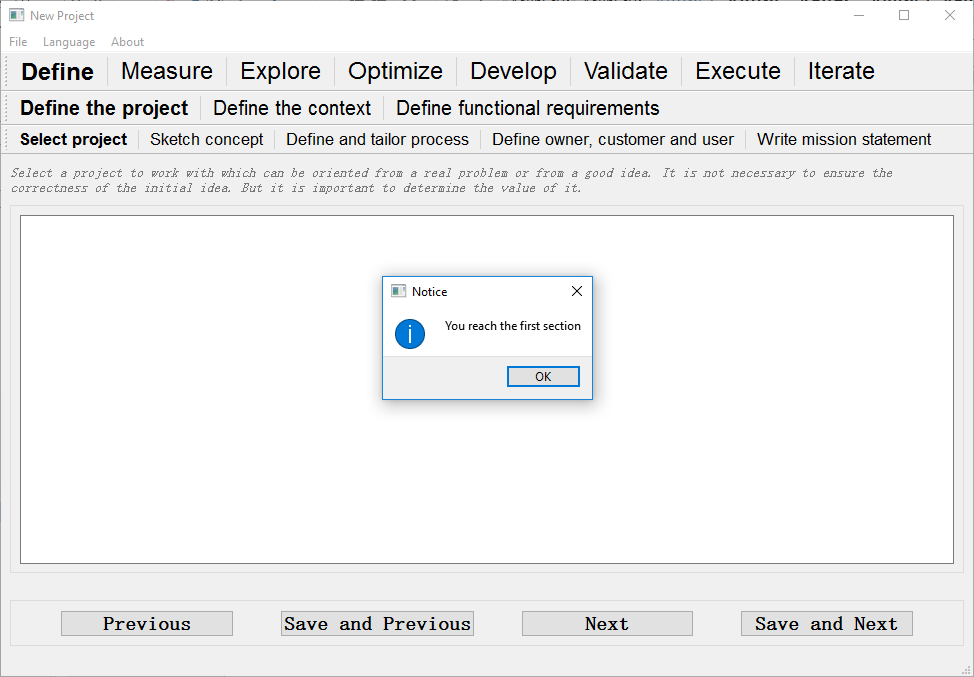 New Project
File Language About
Define Measure Explore Optimize Develop Validate Execute Iterate
Define the project Define the context Define functional requirements
Select project Sketch concept Define and tailor process Define owner, customer and user Write mission statement
Select a project to work with which can be oriented from a real problem or from a good idea. It is not necessary to ensure the
correctness of the initial idea. But it is important to determine the value of it.
Notice
You reach the first section
OK
Previous Save and Previous Next Save and Next